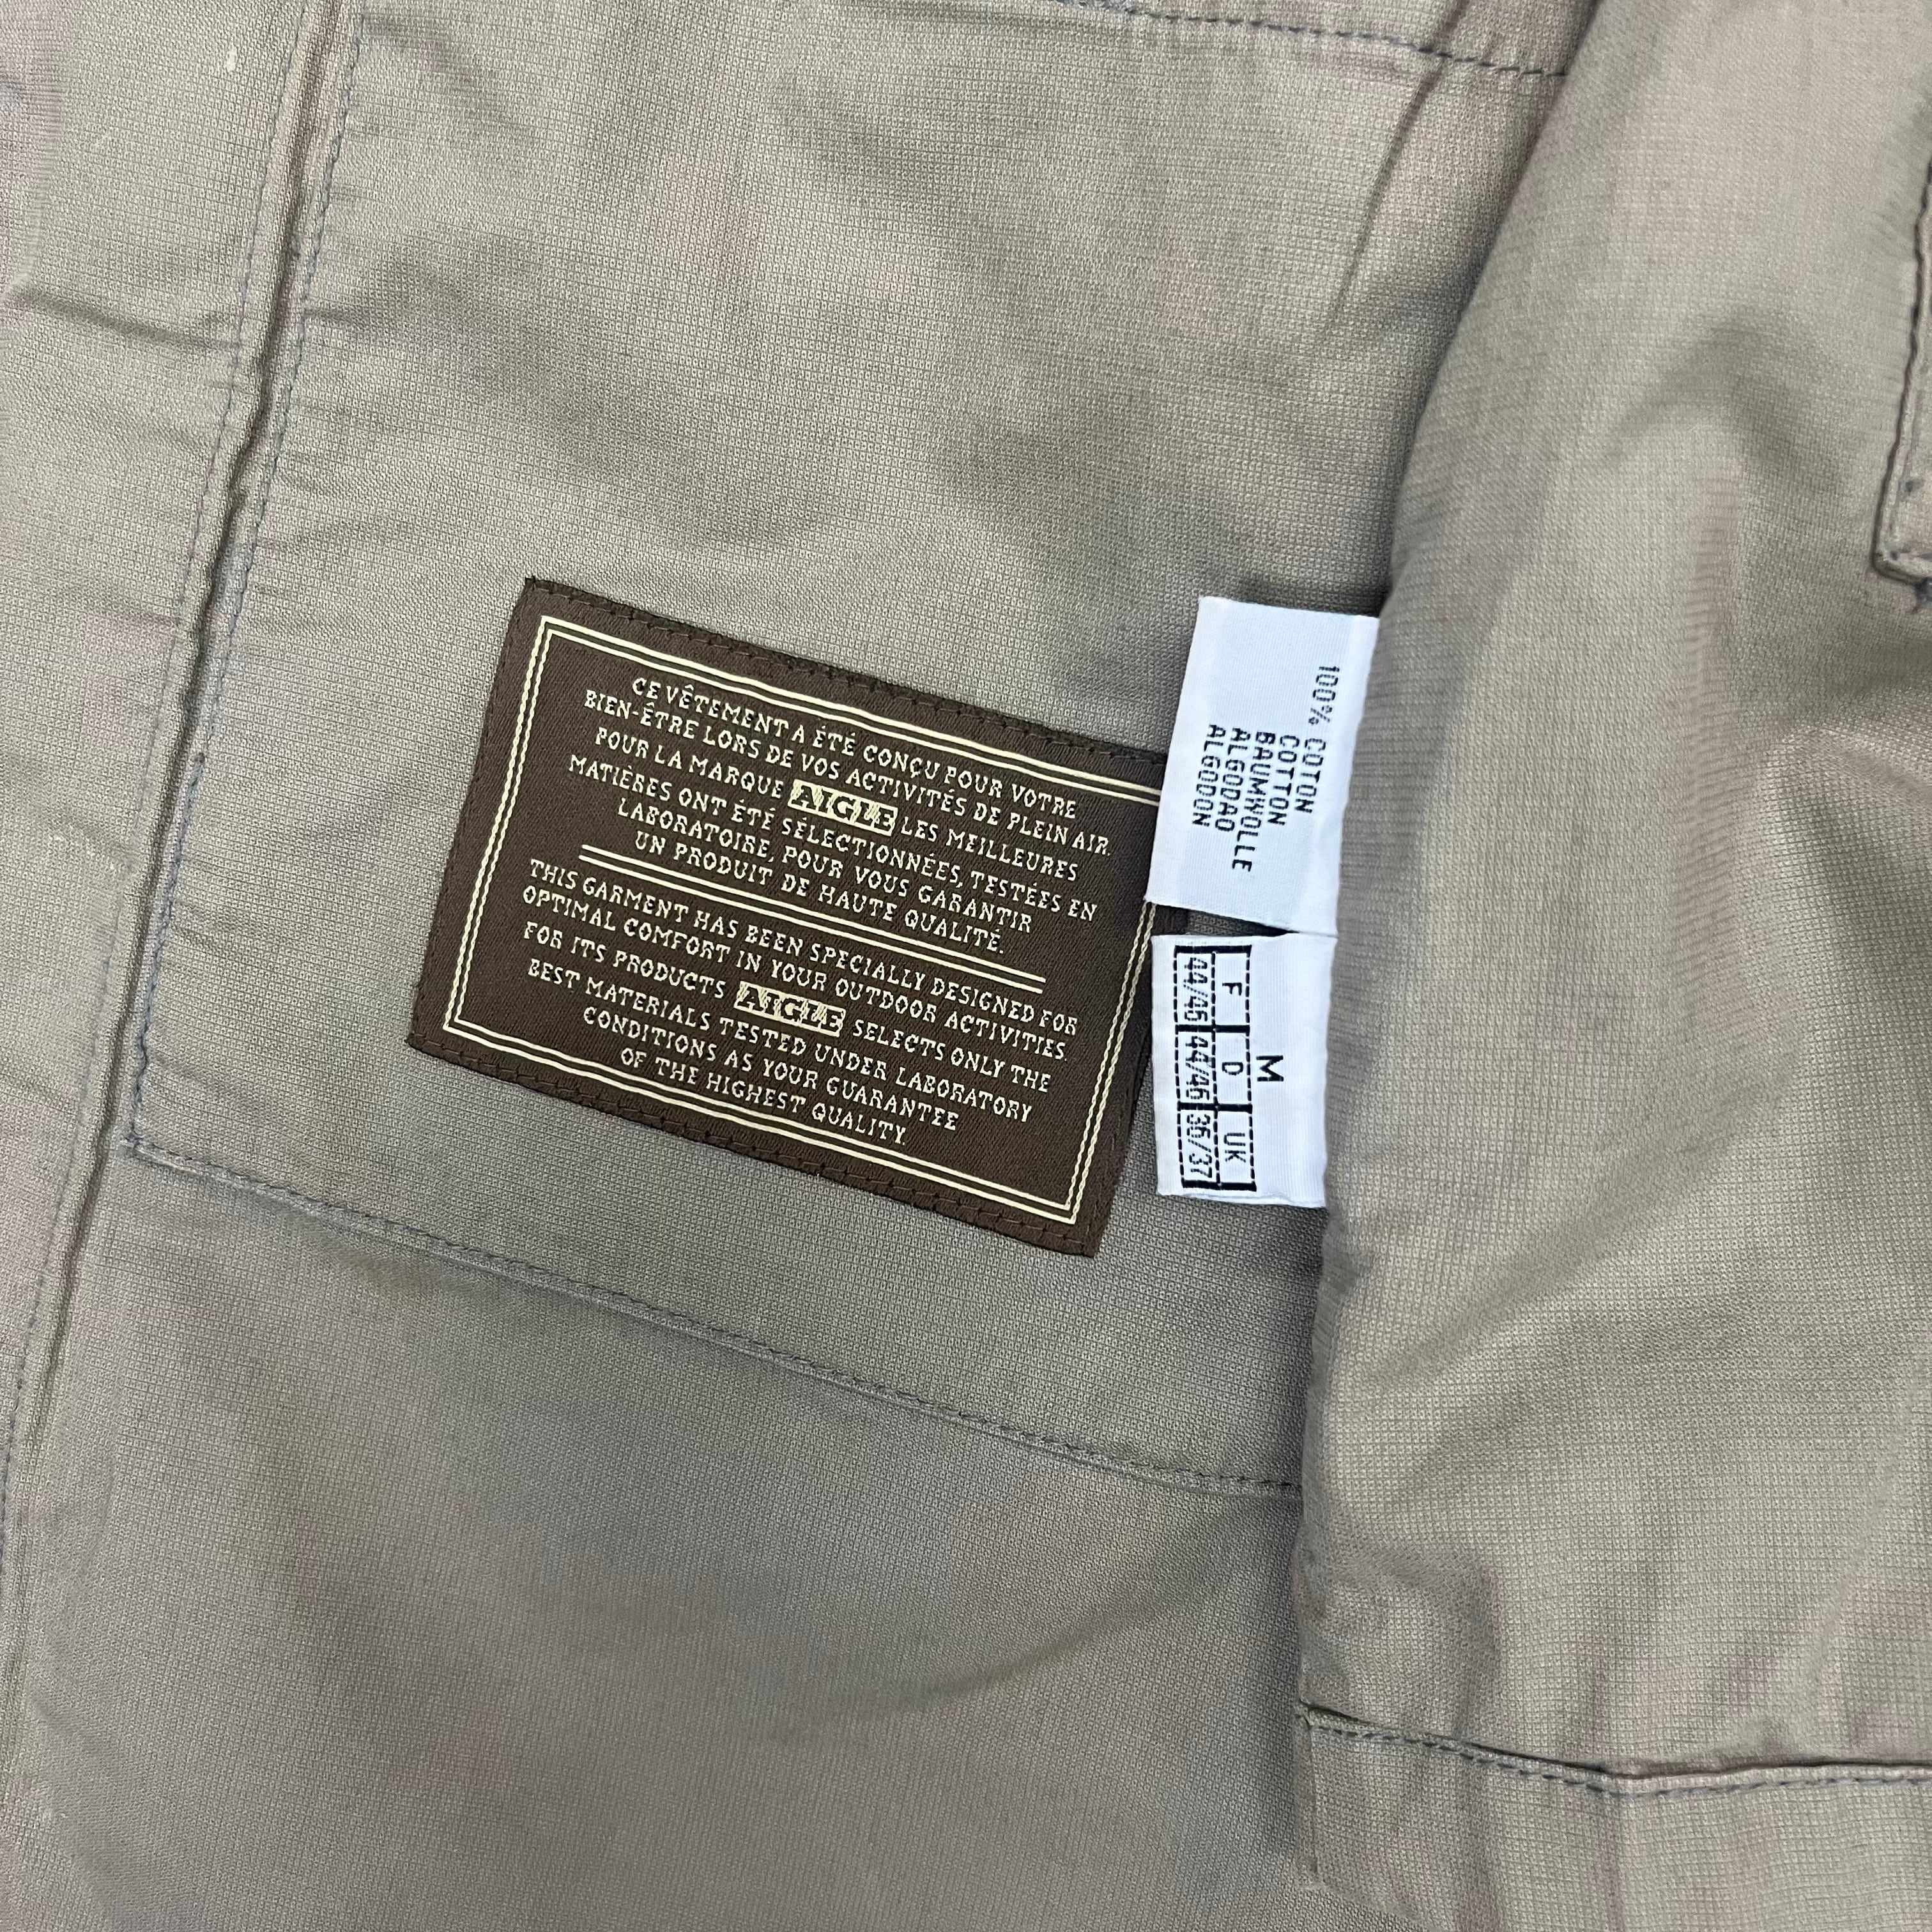 CE VÊTEMENT A ÉTÉ CONÇU POUR VOTRE
BIEN-ÊTRE LORS DE VOS ACTIVITÉS DE PLEIN AIR.
POUR LA MARQUE AIGLE LES MEILLEURES
MATIÈRES ONT ÉTÉ SÉLECTIONNÉES, TESTÉES EN
LABORATOIRE, POUR VOUS GARANTIR
UN PRODUIT DE HAUTE QUALITÉ.
THIS GARMENT HAS BEEN SPECIALLY DESIGNED FOR
OPTIMAL COMFORT IN YOUR OUTDOOR ACTIVITIES.
FOR ITS PRODUCTS AIGLE SELECTS ONLY THE
BEST MATERIALS TESTED UNDER LABORATORY
CONDITIONS AS YOUR GUARANTEE
OF THE HIGHEST QUALITY.
100% COTON
COTTON
BAUMWOLLE
ALGODAO
ALGODON
M
F D UK
44/46 44/46 36/37